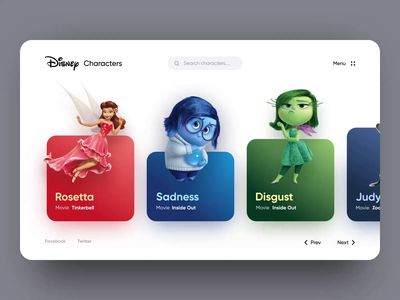 Disney Characters
Search characters...
Menu
Rosetta
Movie Tinkerbell
Sadness
Movie Inside Out
Disgust
Movie Inside Out
Judy
Movie Zoo
Facebook Twitter
Prev Next